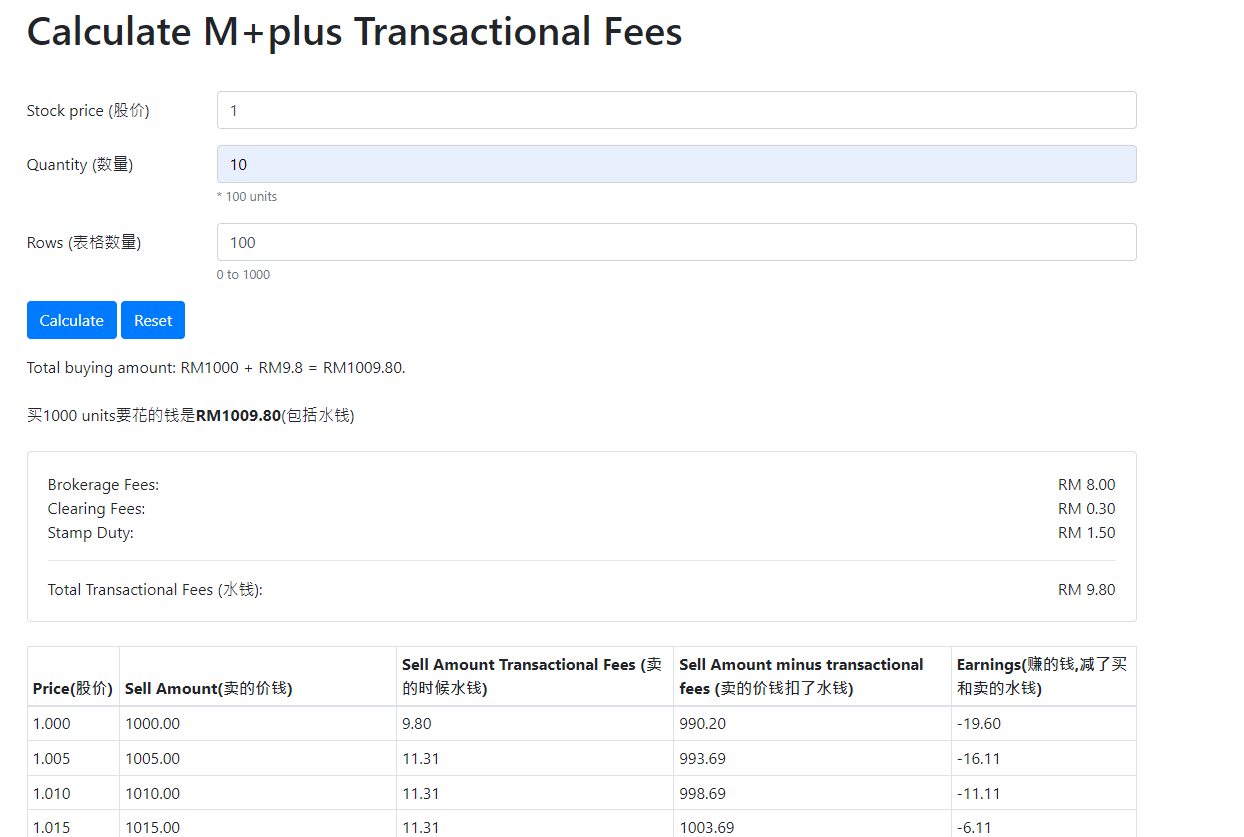 Calculate M+plus Transactional Fees
Stock price (股价)
1
Quantity (数量)
10
* 100 units
Rows (表格数量)
100
0 to 1000
Calculate Reset
Total buying amount: RM1000 + RM9.8 = RM1009.80.
买1000 units要花的钱是RM1009.80(包括水钱)
Brokerage Fees: RM 8.00
Clearing Fees: RM 0.30
Stamp Duty: RM 1.50
Total Transactional Fees (水钱): RM 9.80
Price(股价) Sell Amount(卖的价钱) Sell Amount Transactional Fees (卖的时候水钱) Sell Amount minus transactional fees (卖的价钱扣了水钱) Earnings(赚的钱,减了买和卖的水钱)
1.000 1000.00 9.80 990.20 -19.60
1.005 1005.00 11.31 993.69 -16.11
1.010 1010.00 11.31 998.69 -11.11
1.015 1015.00 11.31 1003.69 -6.11